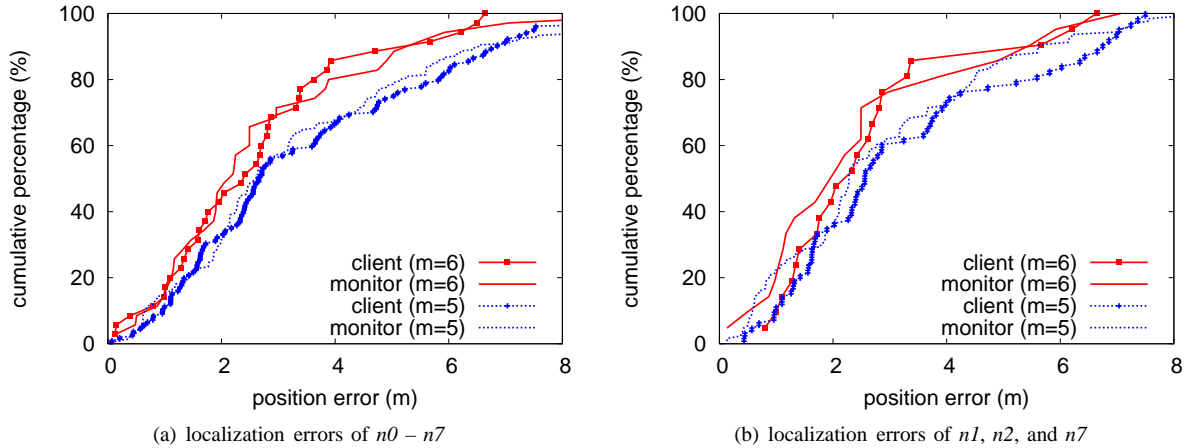 cumulative percentage (%)
100
80
60
40
20
0
client (m=6)
monitor (m=6)
client (m=5)
monitor (m=5)
0 2 4 6 8
position error (m)
(a) localization errors of n0 – n7
cumulative percentage (%)
100
80
60
40
20
0
client (m=6)
monitor (m=6)
client (m=5)
monitor (m=5)
0 2 4 6 8
position error (m)
(b) localization errors of n1, n2, and n7